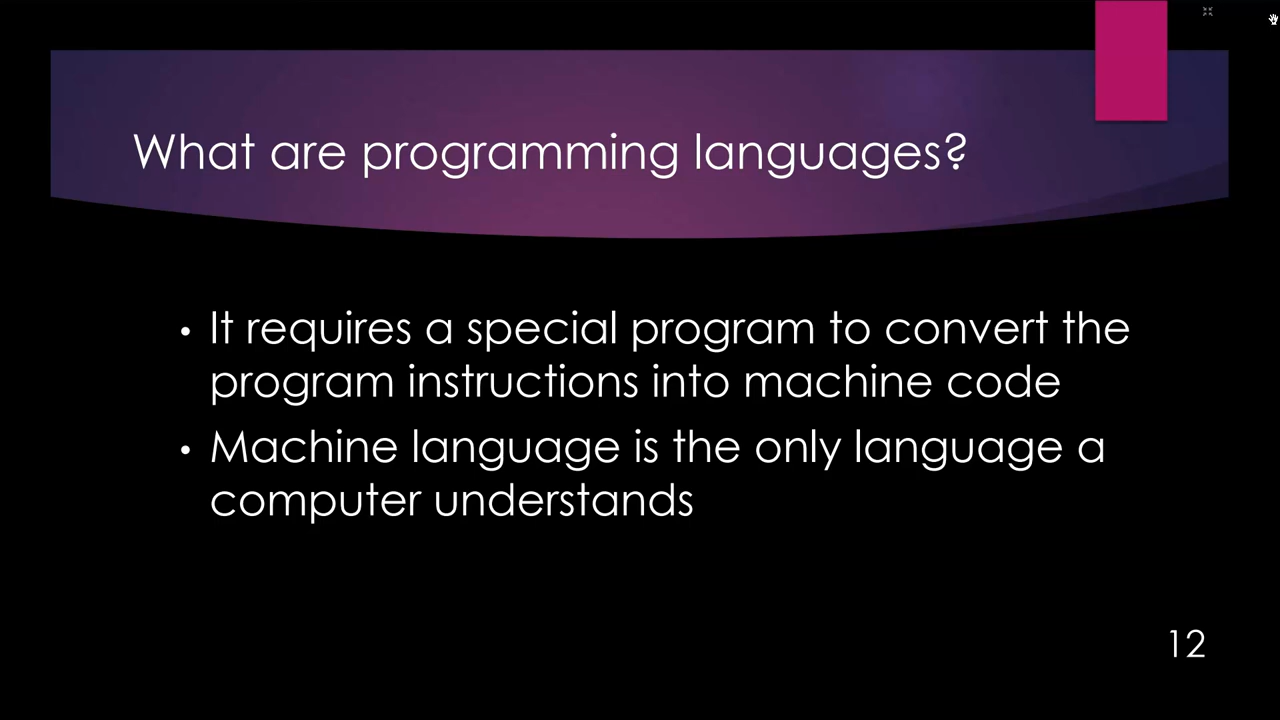 What are programming languages?
• It requires a special program to convert the
program instructions into machine code
• Machine language is the only language a
computer understands
12